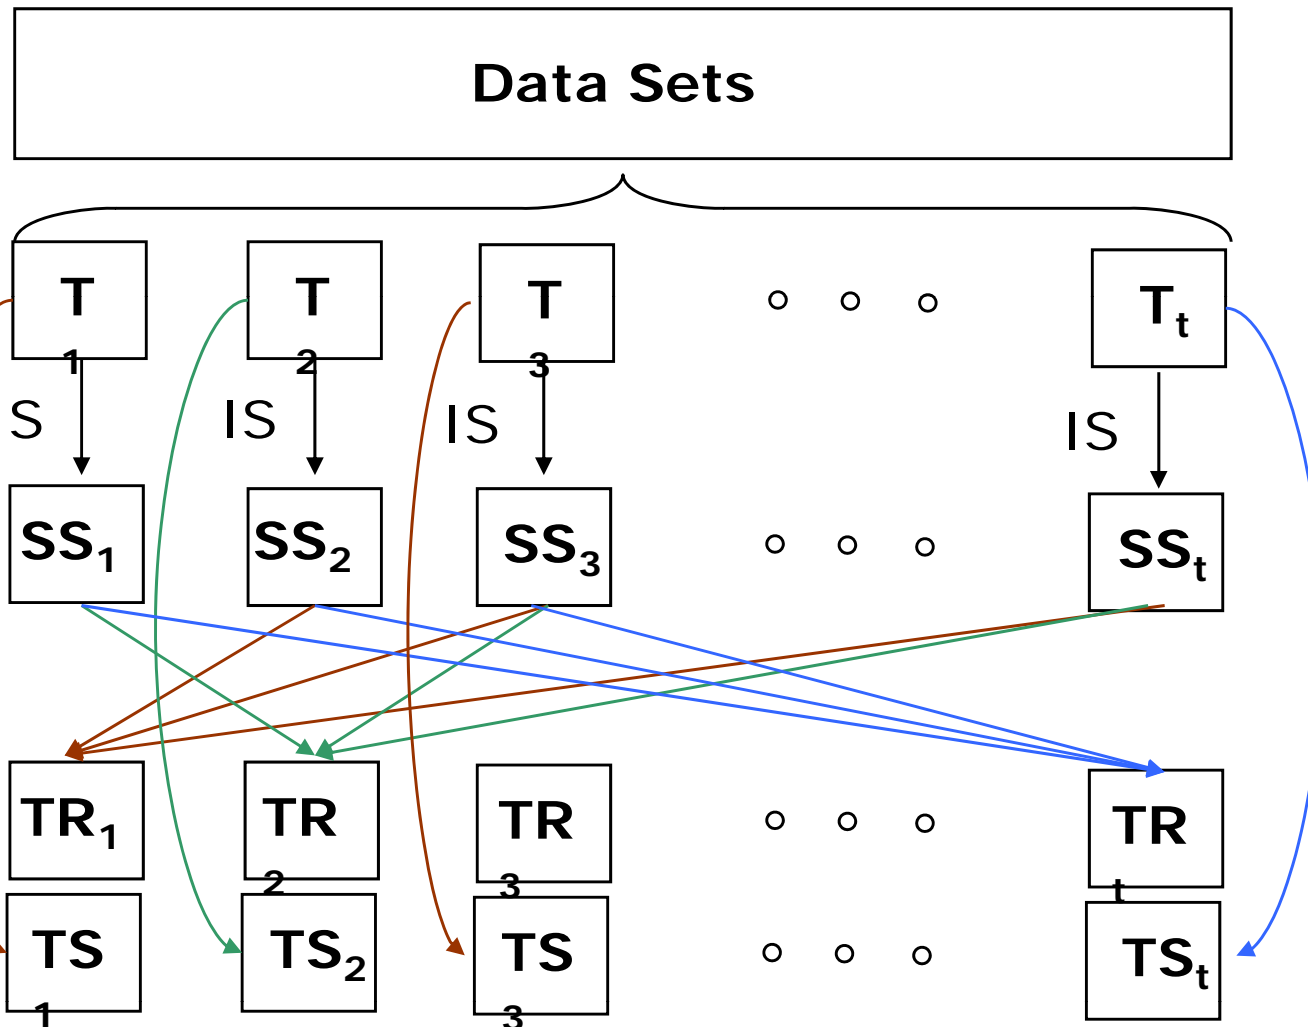 Data Sets
T1 T2 T3 Tt
S IS IS IS
SS1 SS2 SS3 SSt
TR1 TR2 TR3 TRt
TS1 TS2 TS3 TSt